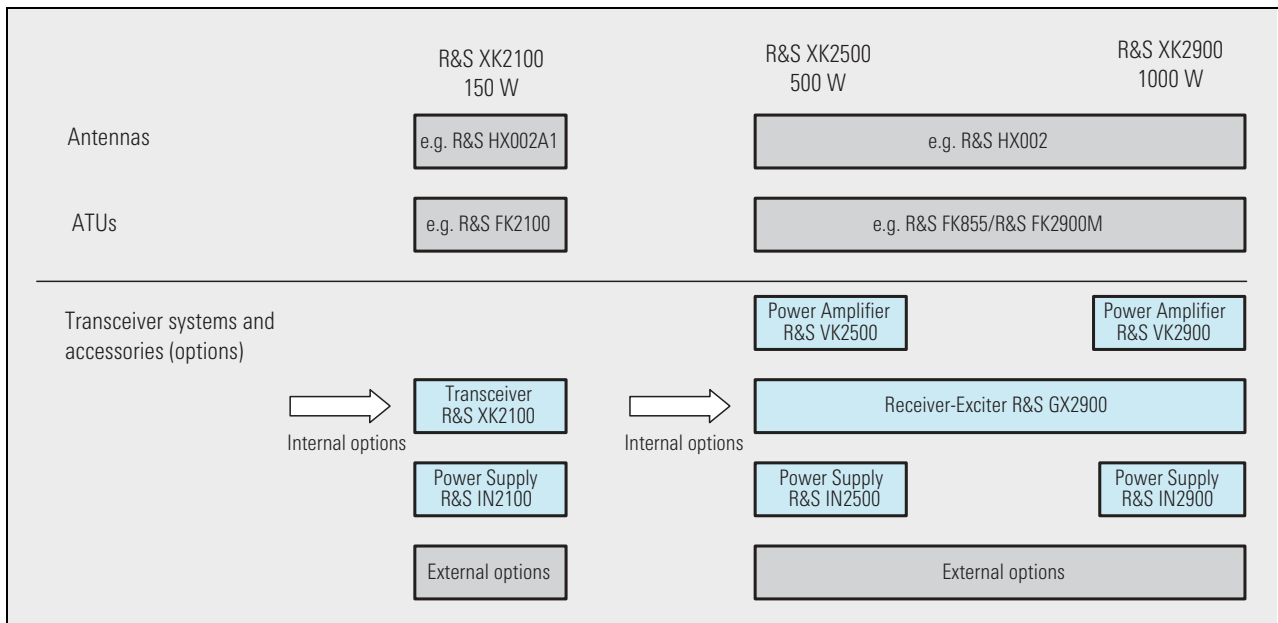 R&S XK2100
150 W
R&S XK2500
500 W
R&S XK2900
1000 W
Antennas
e.g. R&S HX002A1
e.g. R&S HX002
ATUs
e.g. R&S FK2100
e.g. R&S FK855/R&S FK2900M
Transceiver systems and
accessories (options)
Power Amplifier
R&S VK2500
Power Amplifier
R&S VK2900
Internal options
Transceiver
R&S XK2100
Internal options
Receiver-Exciter R&S GX2900
Power Supply
R&S IN2100
Power Supply
R&S IN2500
Power Supply
R&S IN2900
External options
External options